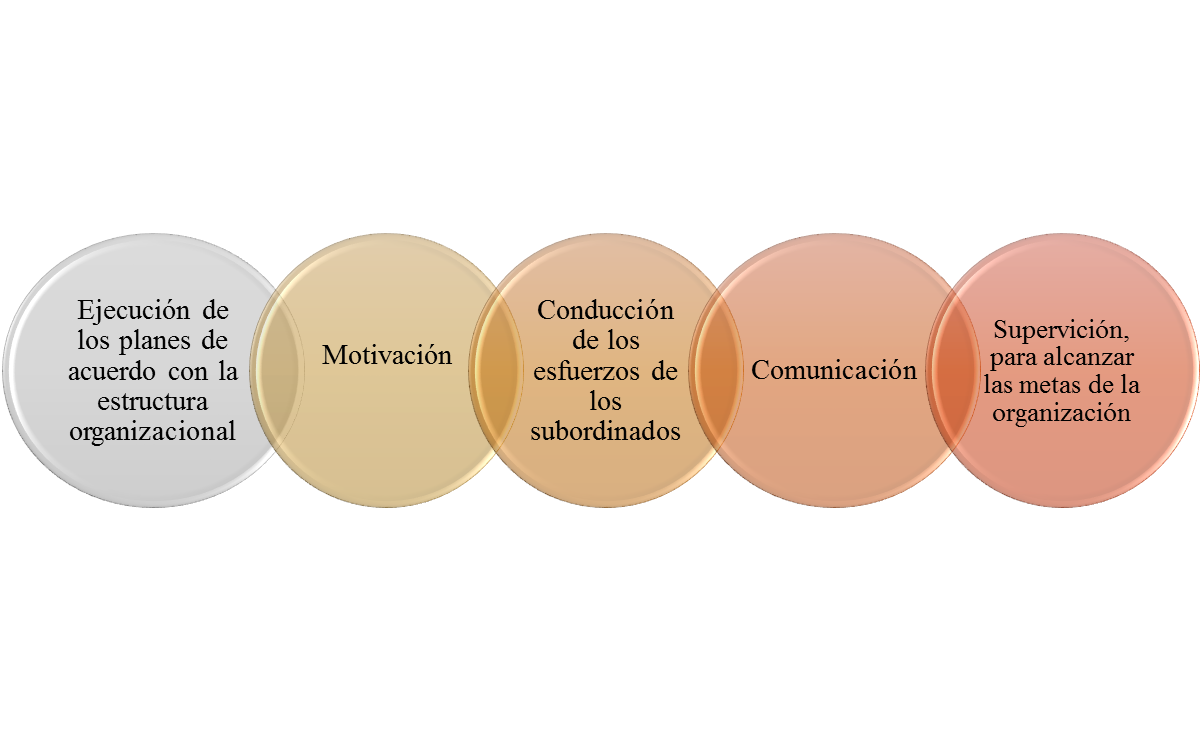 Ejecución de
los planes de
acuerdo con la
estructura
organizacional
Motivación
Conducción
de los
esfuerzos de
los
subordinados
Comunicación
Supervición,
para alcanzar
las metas de la
organización